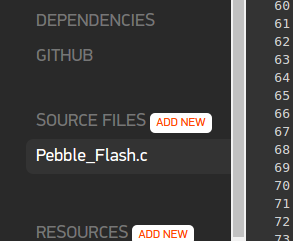 DEPENDENCIES
GITHUB
SOURCE FILES ADD NEW
Pebble_Flash.c
RESOURCES ADD NEW
60
61
62
63
64
65
66
67
68
69
70
71
72
73